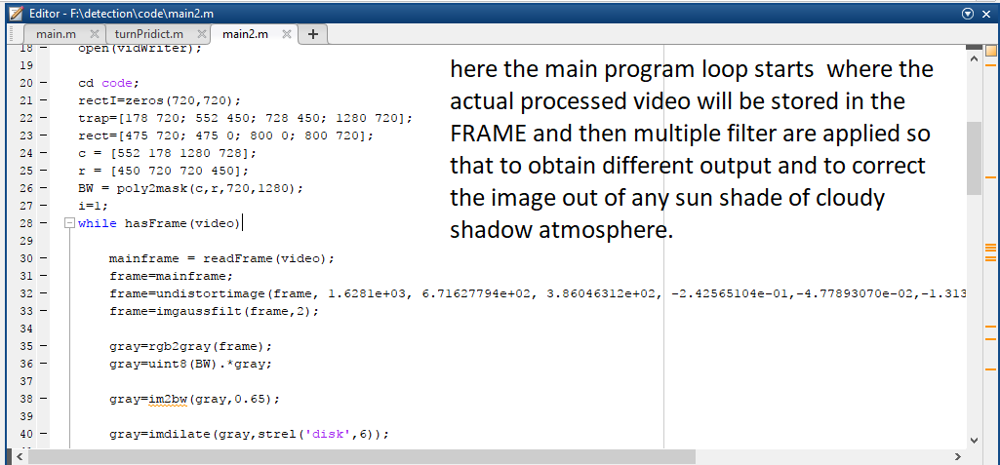 Editor - F:\detection\code\main2.m
main.m turnPridict.m main2.m +
18 - open(vidWriter);
19
20 - cd code;
21 - rectI=zeros(720,720);
22 - trap=[178 720; 552 450; 728 450; 1280 720];
23 - rect=[475 720; 475 0; 800 0; 800 720];
24 - c = [552 178 1280 728];
25 - r = [450 720 720 450];
26 - BW = poly2mask(c,r,720,1280);
27 - i=1;
28 - while hasFrame(video)
29
30 - mainframe = readFrame(video);
31 - frame=mainframe;
32 - frame=undistortimage(frame, 1.6281e+03, 6.71627794e+02, 3.86046312e+02, -2.42565104e-01,-4.77893070e-02,-1.313
33 - frame=imgaussfilt(frame,2);
34
35 - gray=rgb2gray(frame);
36 - gray=uint8(BW).*gray;
37
38 - gray=im2bw(gray,0.65);
39
40 - gray=imdilate(gray,strel('disk',6));
here the main program loop starts where the
actual processed video will be stored in the
FRAME and then multiple filter are applied so
that to obtain different output and to correct
the image out of any sun shade of cloudy
shadow atmosphere.